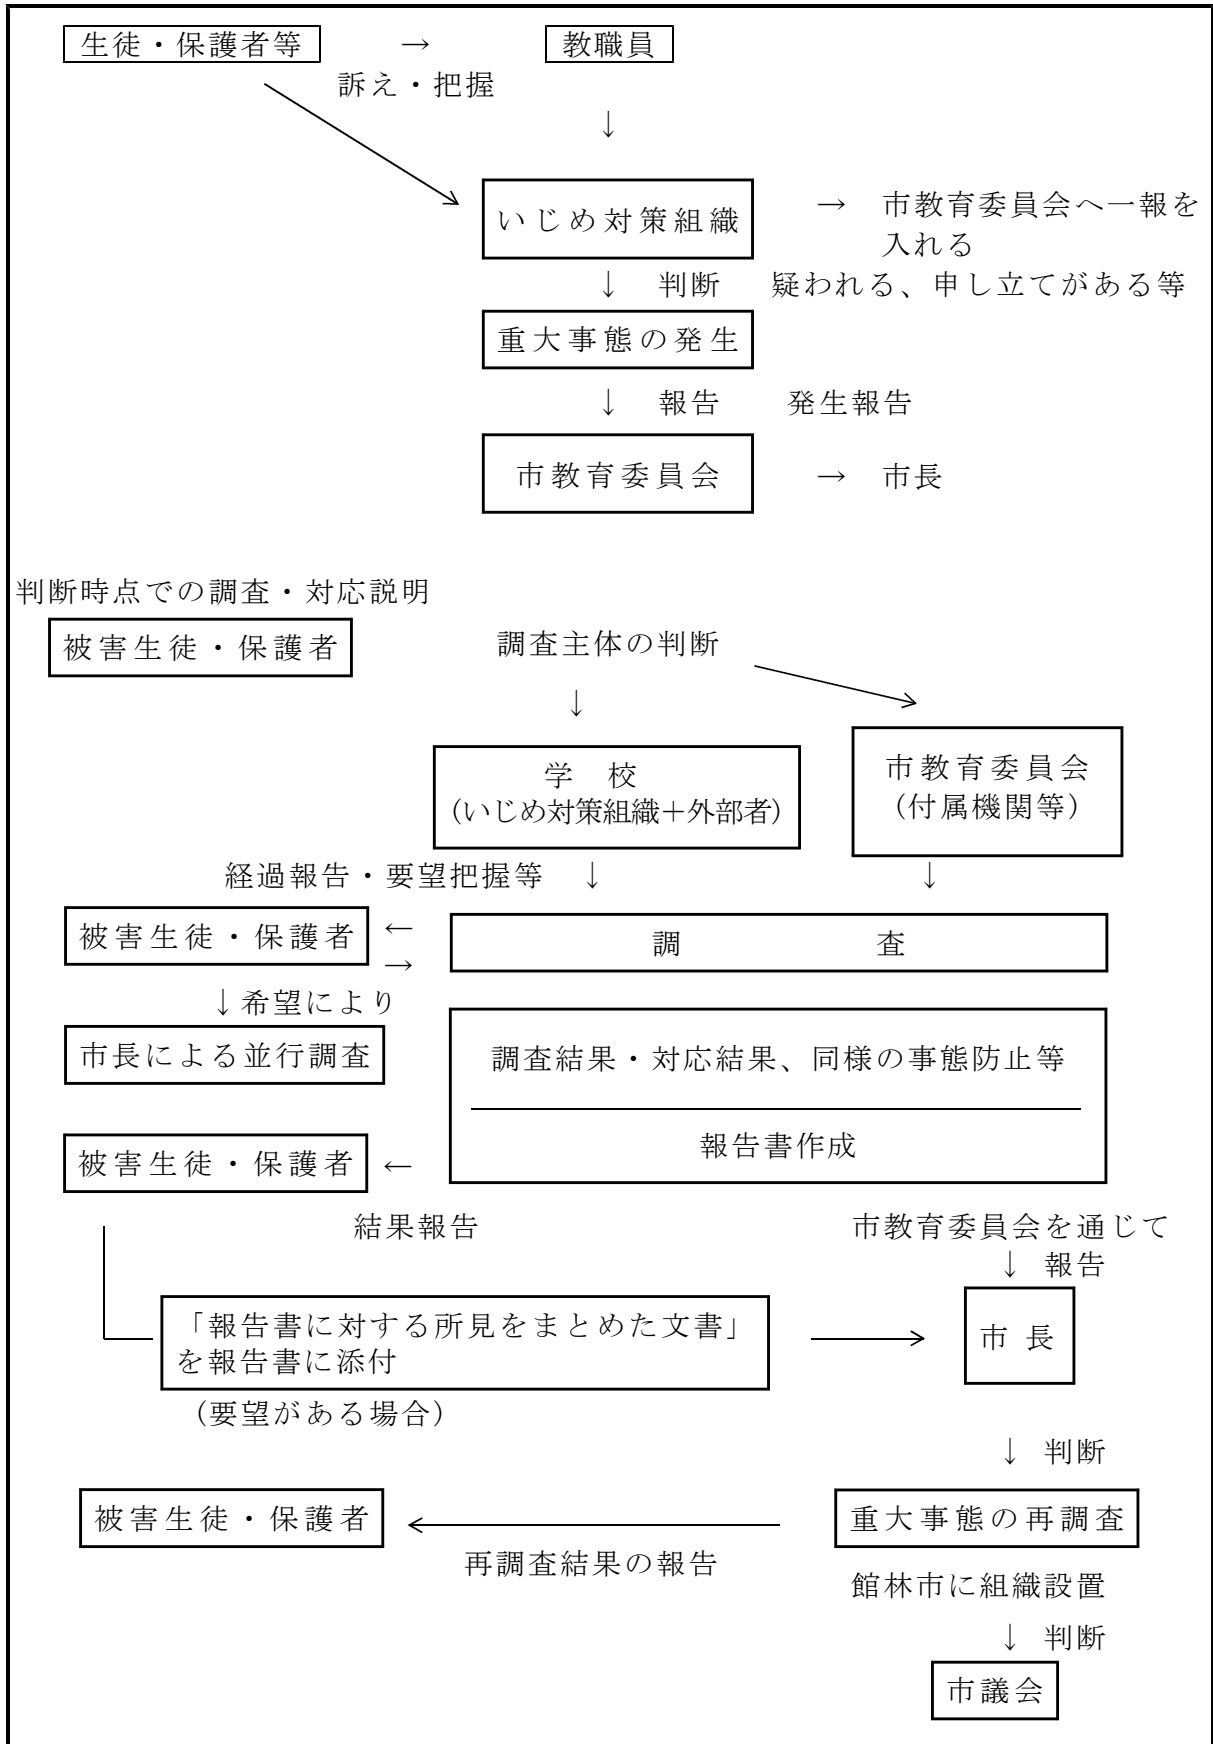 生徒・保護者等 → 教職員
訴え・把握
↓
いじめ対策組織 → 市教育委員会へ一報を
入れる
↓ 判断 疑われる、申し立てがある等
重大事態の発生
↓ 報告 発生報告
市教育委員会 → 市長
判断時点での調査・対応説明
被害生徒・保護者 調査主体の判断
↓
学 校
(いじめ対策組織+外部者)
市教育委員会
(付属機関等)
経過報告・要望把握等 ↓ ↓
被害生徒・保護者 ← 調 査
→
↓希望により
市長による並行調査
調査結果・対応結果、同様の事態防止等
報告書作成
被害生徒・保護者 ←
結果報告 市教育委員会を通じて
↓ 報告
「報告書に対する所見をまとめた文書」
を報告書に添付
市 長
(要望がある場合)
↓ 判断
被害生徒・保護者 重大事態の再調査
再調査結果の報告
館林市に組織設置
↓ 判断
市議会